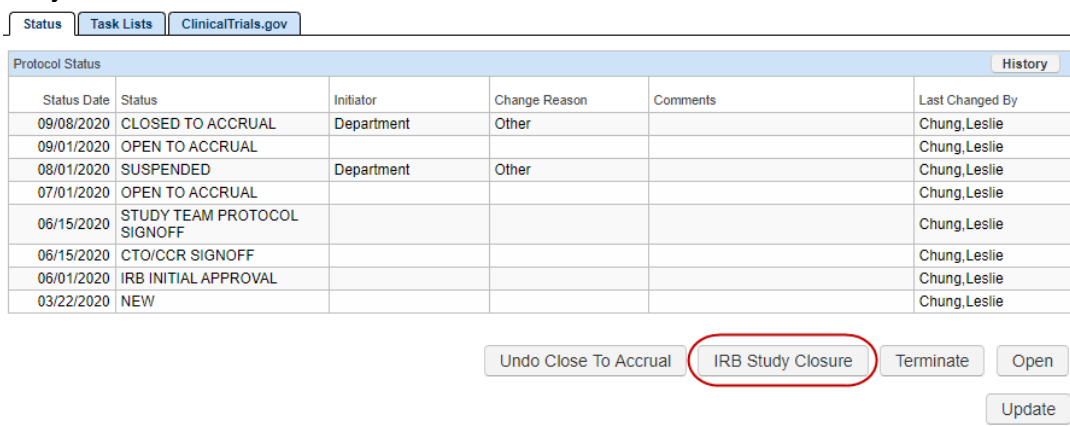 Status Task Lists ClinicalTrials.gov
Protocol Status History
Status Date Status Initiator Change Reason Comments Last Changed By
09/08/2020 CLOSED TO ACCRUAL Department Other Chung,Leslie
09/01/2020 OPEN TO ACCRUAL Chung,Leslie
08/01/2020 SUSPENDED Department Other Chung,Leslie
07/01/2020 OPEN TO ACCRUAL Chung,Leslie
06/15/2020 STUDY TEAM PROTOCOL SIGNOFF Chung,Leslie
06/15/2020 CTO/CCR SIGNOFF Chung,Leslie
06/01/2020 IRB INITIAL APPROVAL Chung,Leslie
03/22/2020 NEW Chung,Leslie
Undo Close To Accrual IRB Study Closure Terminate Open
Update